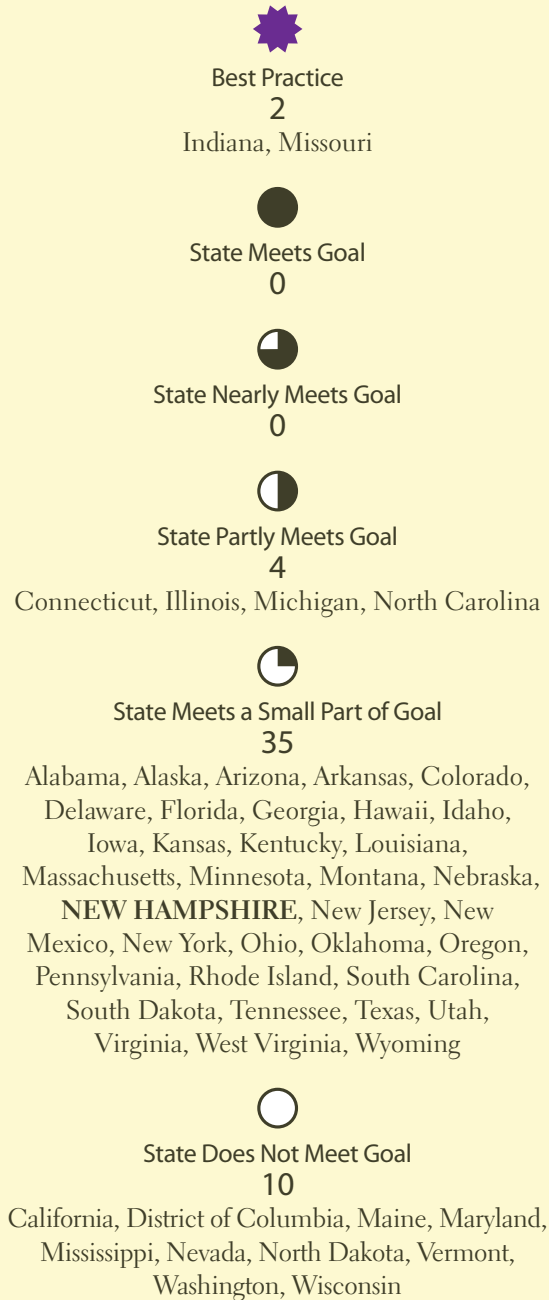 Best Practice
2
Indiana, Missouri
State Meets Goal
0
State Nearly Meets Goal
0
State Partly Meets Goal
4
Connecticut, Illinois, Michigan, North Carolina
State Meets a Small Part of Goal
35
Alabama, Alaska, Arizona, Arkansas, Colorado,
Delaware, Florida, Georgia, Hawaii, Idaho,
Iowa, Kansas, Kentucky, Louisiana,
Massachusetts, Minnesota, Montana, Nebraska,
NEW HAMPSHIRE, New Jersey, New
Mexico, New York, Ohio, Oklahoma, Oregon,
Pennsylvania, Rhode Island, South Carolina,
South Dakota, Tennessee, Texas, Utah,
Virginia, West Virginia, Wyoming
State Does Not Meet Goal
10
California, District of Columbia, Maine, Maryland,
Mississippi, Nevada, North Dakota, Vermont,
Washington, Wisconsin